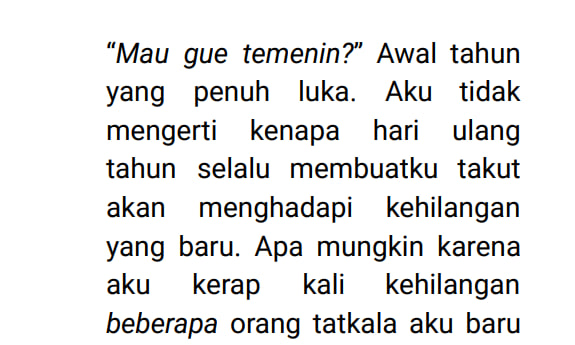 “Mau gue temenin?” Awal tahun
yang penuh luka. Aku tidak
mengerti kenapa hari ulang
tahun selalu membuatku takut
akan menghadapi kehilangan
yang baru. Apa mungkin karena
aku kerap kali kehilangan
beberapa orang tatkala aku baru